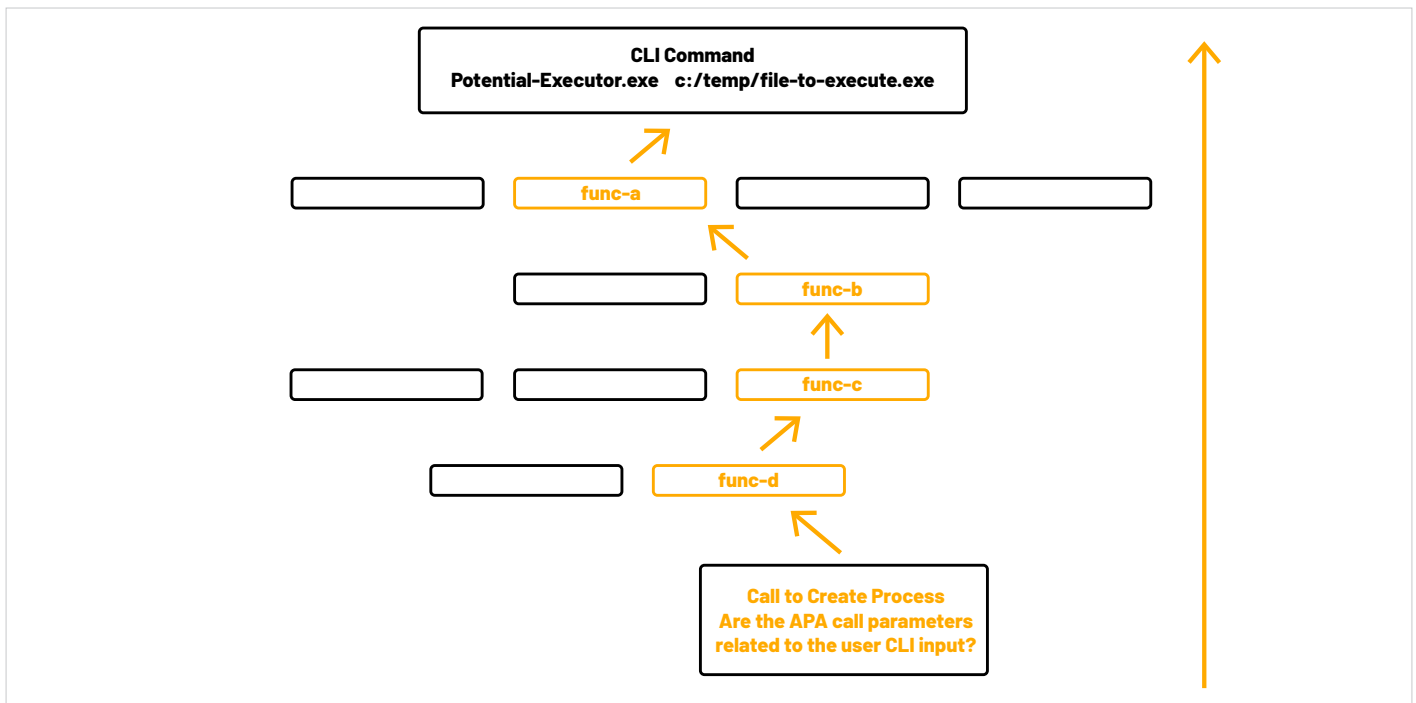 CLI Command
Potential-Executor.exe c:/temp/file-to-execute.exe
func-a
func-b
func-c
func-d
Call to Create Process
Are the APA call parameters
related to the user CLI input?